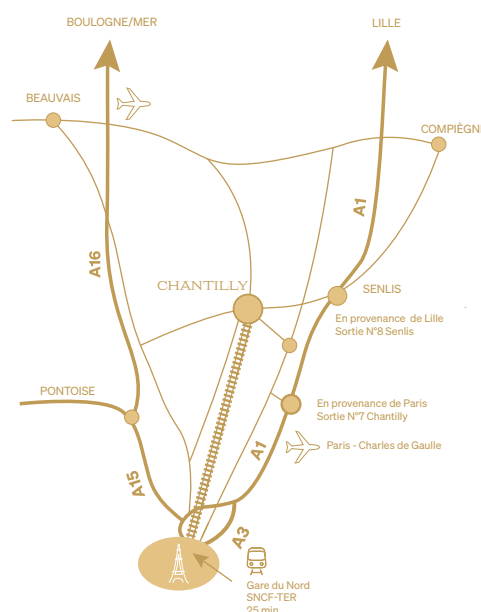 BOULOGNE/MER
LILLE
BEAUVAIS
COMPIÈGNE
A1
A16
CHANTILLY
SENLIS
En provenance de Lille
Sortie N°8 Senlis
PONTOISE
En provenance de Paris
Sortie N°7 Chantilly
A1
Paris - Charles de Gaulle
A15
A3
Gare du Nord
SNCF-TER
25 min